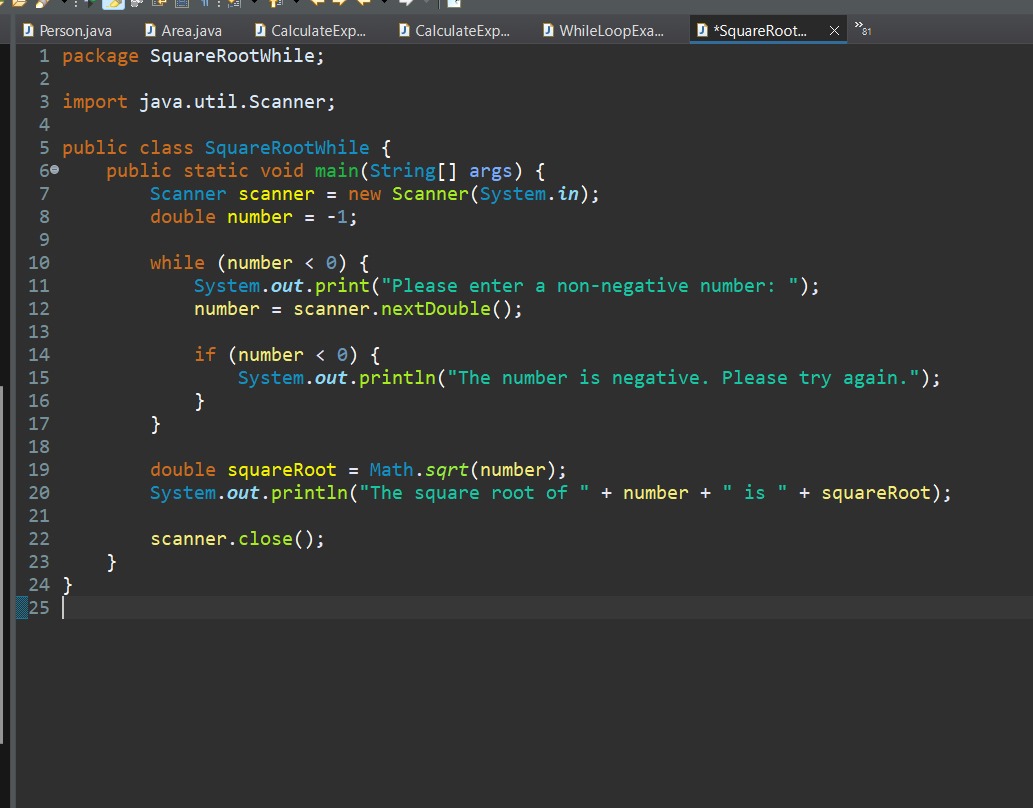 Person.java Area.java CalculateExp... CalculateExp... WhileLoopExa... *SquareRoot... 81
1 package SquareRootWhile;
2
3 import java.util.Scanner;
4
5 public class SquareRootWhile {
6 public static void main(String[] args) {
7 Scanner scanner = new Scanner(System.in);
8 double number = -1;
9
10 while (number < 0) {
11 System.out.print("Please enter a non-negative number: ");
12 number = scanner.nextDouble();
13
14 if (number < 0) {
15 System.out.println("The number is negative. Please try again.");
16 }
17 }
18
19 double squareRoot = Math.sqrt(number);
20 System.out.println("The square root of " + number + " is " + squareRoot);
21
22 scanner.close();
23 }
24 }
25